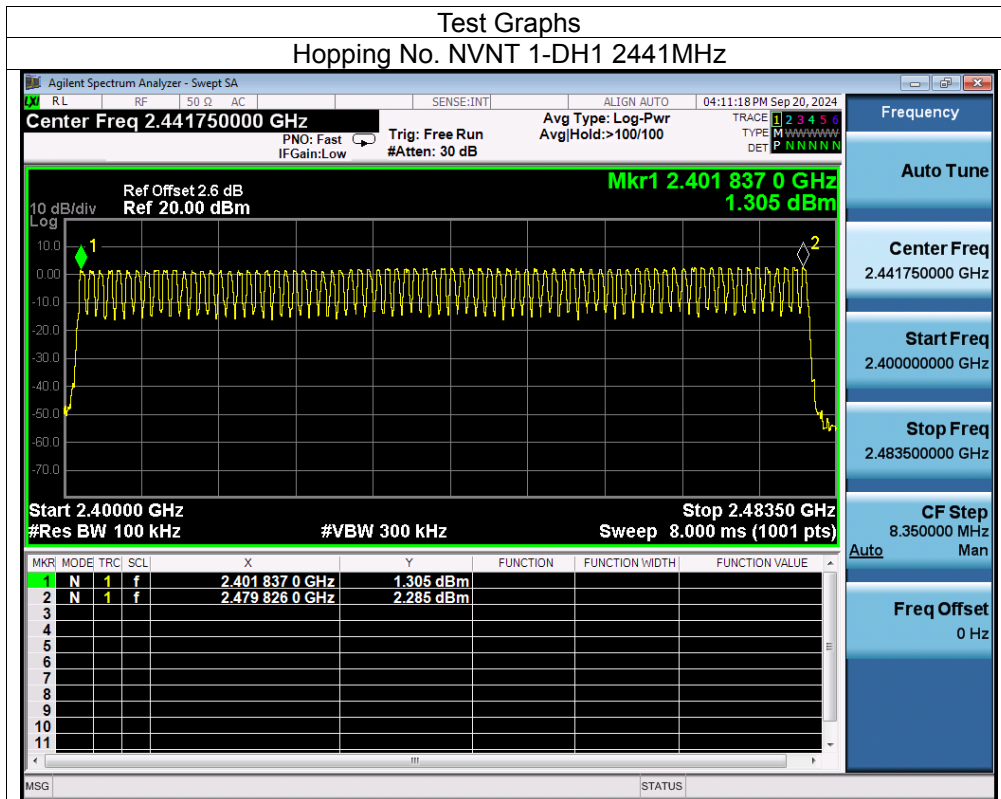 Test Graphs
Hopping No. NVNT 1-DH1 2441MHz
Agilent Spectrum Analyzer - Swept SA
LXI RL RF 50 Ω AC SENSE:INT ALIGN AUTO 04:11:18 PM Sep 20, 2024
Center Freq 2.441750000 GHz
PNO: Fast
IFGain:Low
Trig: Free Run
#Atten: 30 dB
Avg Type: Log-Pwr
Avg|Hold:>100/100
TRACE 1 2 3 4 5 6
TYPE M WWWWW
DET P N N N N N
Frequency
Auto Tune
Center Freq
2.441750000 GHz
Start Freq
2.400000000 GHz
Stop Freq
2.483500000 GHz
CF Step
8.350000 MHz
Auto Man
Freq Offset
0 Hz
Mkr1 2.401 837 0 GHz
1.305 dBm
Ref Offset 2.6 dB
10 dB/div Ref 20.00 dBm
Log
10.0
0.00
-10.0
-20.0
-30.0
-40.0
-50.0
-60.0
-70.0
1
2
Start 2.40000 GHz Stop 2.48350 GHz
#Res BW 100 kHz #VBW 300 kHz Sweep 8.000 ms (1001 pts)
MKR MODE TRC SCL X Y FUNCTION FUNCTION WIDTH FUNCTION VALUE
1 N 1 f 2.401 837 0 GHz 1.305 dBm
2 N 1 f 2.479 826 0 GHz 2.285 dBm
3
4
5
6
7
8
9
10
11
MSG STATUS